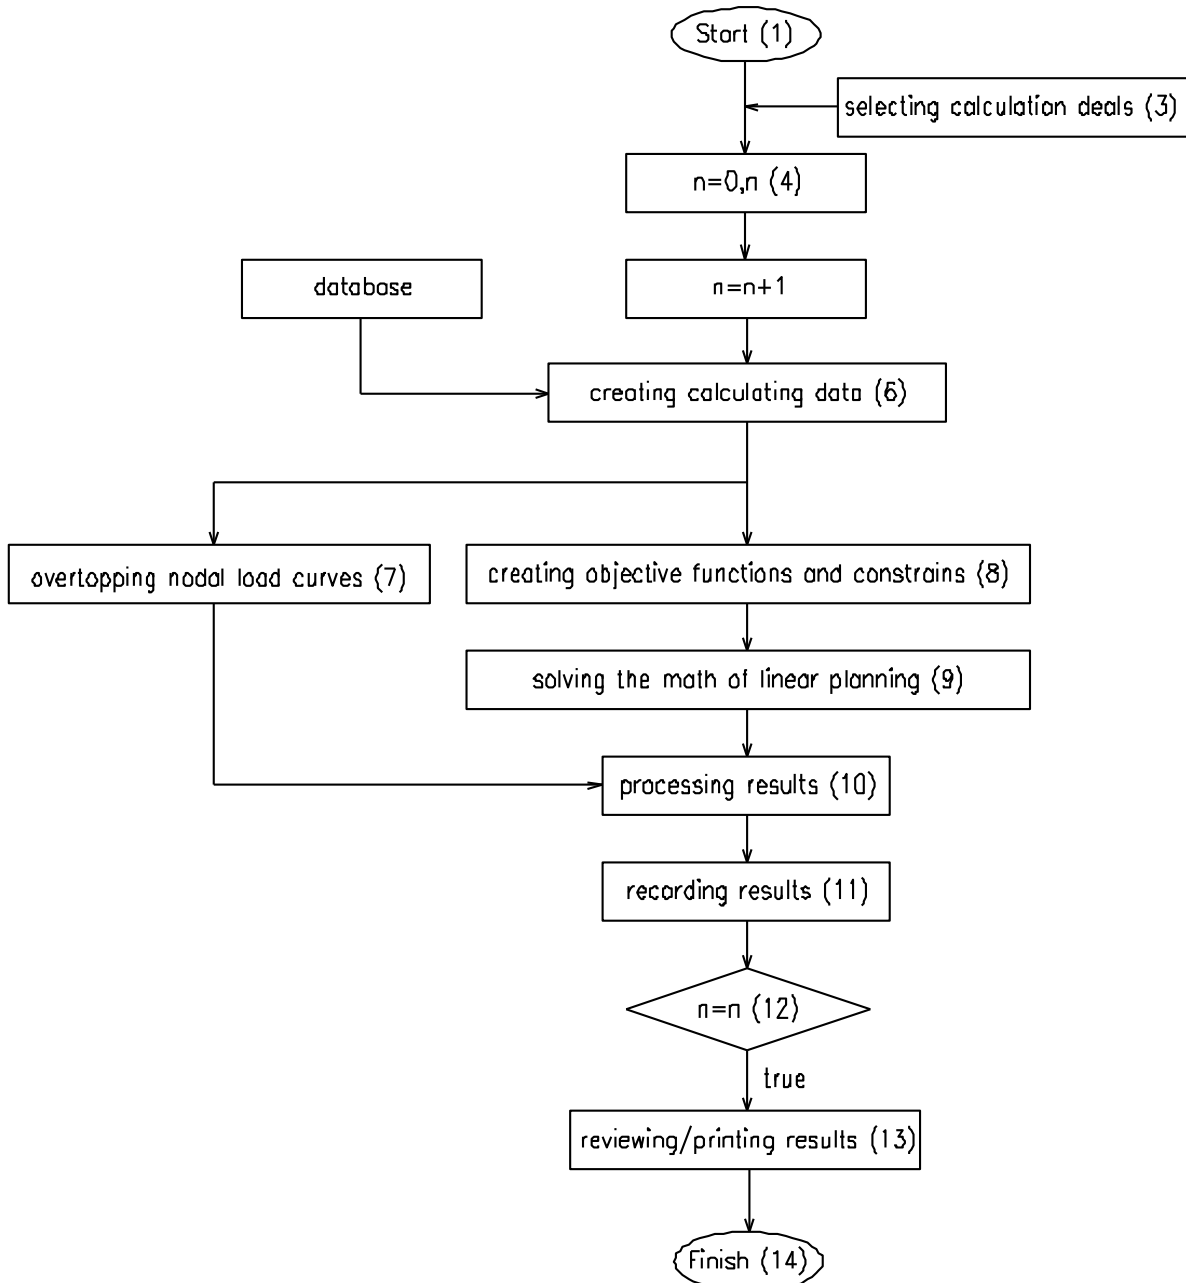 Start (1)
selecting calculation deals (3)
n=0,n (4)
database
n=n+1
creating calculating data (6)
overtopping nodal load curves (7)
creating objective functions and constrains (8)
solving the math of linear planning (9)
processing results (10)
recording results (11)
n=n (12)
true
reviewing/printing results (13)
Finish (14)